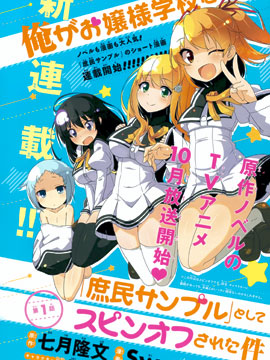 俺がお嬢様学校に
ノベルも漫画も大人気!!
「庶民サンプル」のショート漫画
連載開始!!!!!!
新連載!!
原作ノベルの
TVアニメ
10月放送開始♥
第1話
「庶民サンプル」として
スピンオフされた件
七月隆文